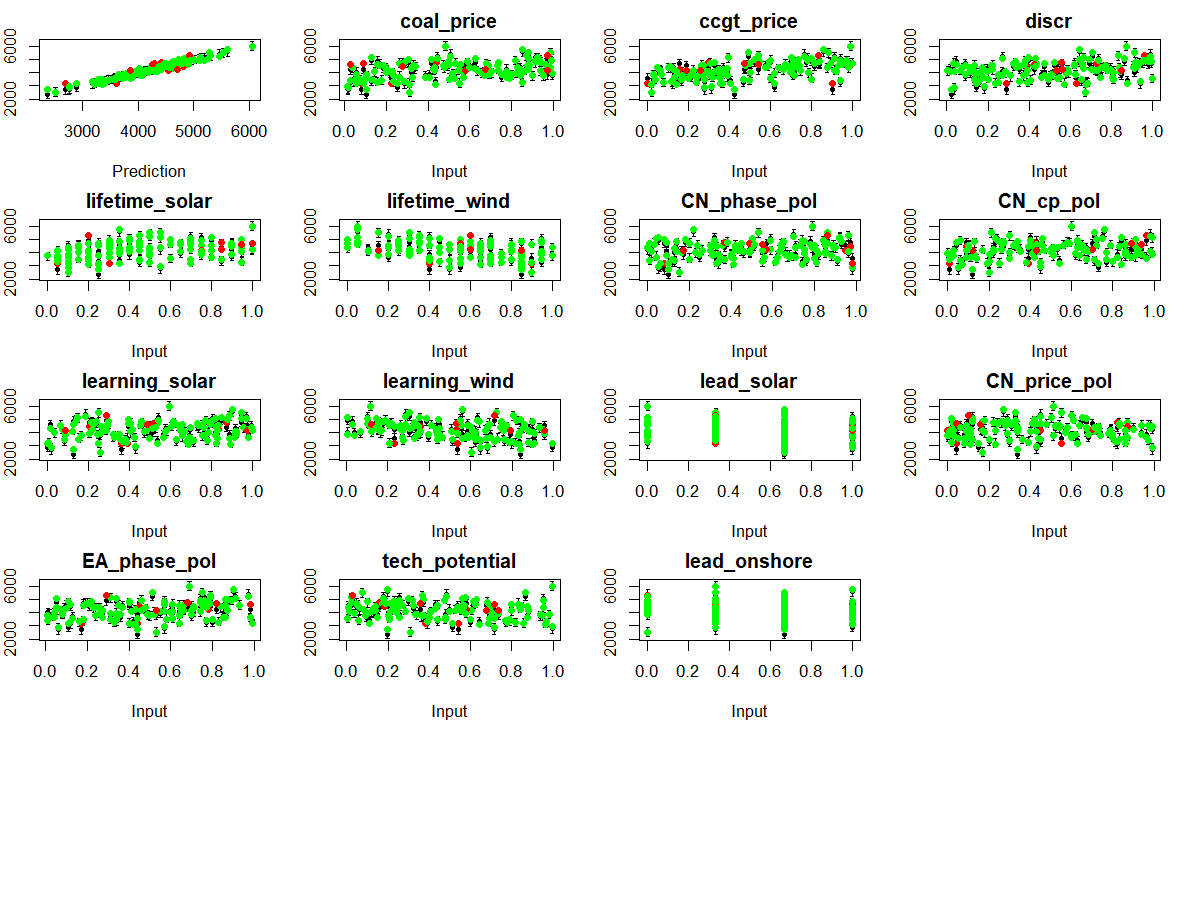 coal_price ccgt_price discr
2000 6000 2000 6000 2000 6000 2000 6000
3000 4000 5000 6000 0.0 0.2 0.4 0.6 0.8 1.0 0.0 0.2 0.4 0.6 0.8 1.0 0.0 0.2 0.4 0.6 0.8 1.0
Prediction Input Input Input
lifetime_solar lifetime_wind CN_phase_pol CN_cp_pol
2000 6000 2000 6000 2000 6000 2000 6000
0.0 0.2 0.4 0.6 0.8 1.0 0.0 0.2 0.4 0.6 0.8 1.0 0.0 0.2 0.4 0.6 0.8 1.0 0.0 0.2 0.4 0.6 0.8 1.0
Input Input Input Input
learning_solar learning_wind lead_solar CN_price_pol
2000 6000 2000 6000 2000 6000 2000 6000
0.0 0.2 0.4 0.6 0.8 1.0 0.0 0.2 0.4 0.6 0.8 1.0 0.0 0.2 0.4 0.6 0.8 1.0 0.0 0.2 0.4 0.6 0.8 1.0
Input Input Input Input
EA_phase_pol tech_potential lead_onshore
2000 6000 2000 6000 2000 6000
0.0 0.2 0.4 0.6 0.8 1.0 0.0 0.2 0.4 0.6 0.8 1.0 0.0 0.2 0.4 0.6 0.8 1.0
Input Input Input